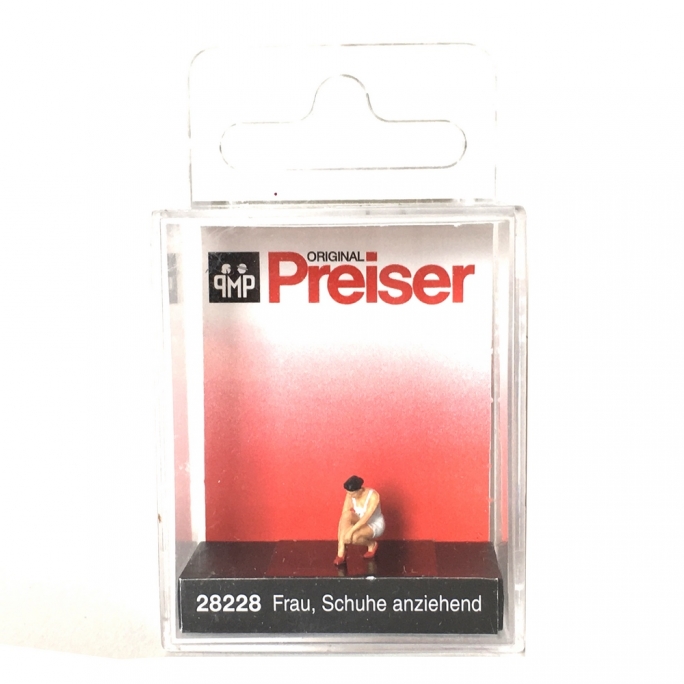 ORIGINAL
PMP Preiser
28228 Frau, Schuhe anziehend